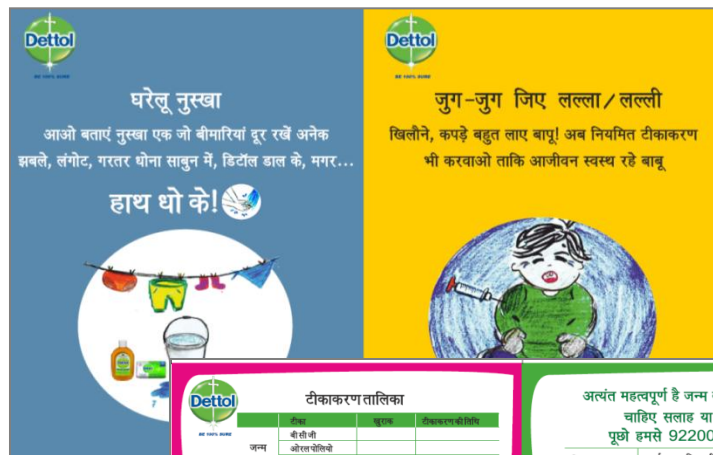 Dettol
BE 100% SURE
घरेलू नुस्खा
आओ बताएं नुस्खा एक जो बीमारियां दूर रखें अनेक
झबले, लंगोट, गरतर धोना साबुन में, डिटॉल डाल के, मगर...
हाथ धो के!
Dettol
BE 100% SURE
जुग-जुग जिए लल्ला/लल्ली
खिलौने, कपड़े बहुत लाए बापू! अब नियमित टीकाकरण
भी करवाओ ताकि आजीवन स्वस्थ रहे बाबू
Dettol
BE 100% SURE
टीकाकरण तालिका
टीका खुराक टीकाकरण की तिथि
जन्म
बी सी जी
ओरल पोलियो
अत्यंत महत्वपूर्ण है जन्म
चाहिए सलाह या
पूछो हमसे 92200